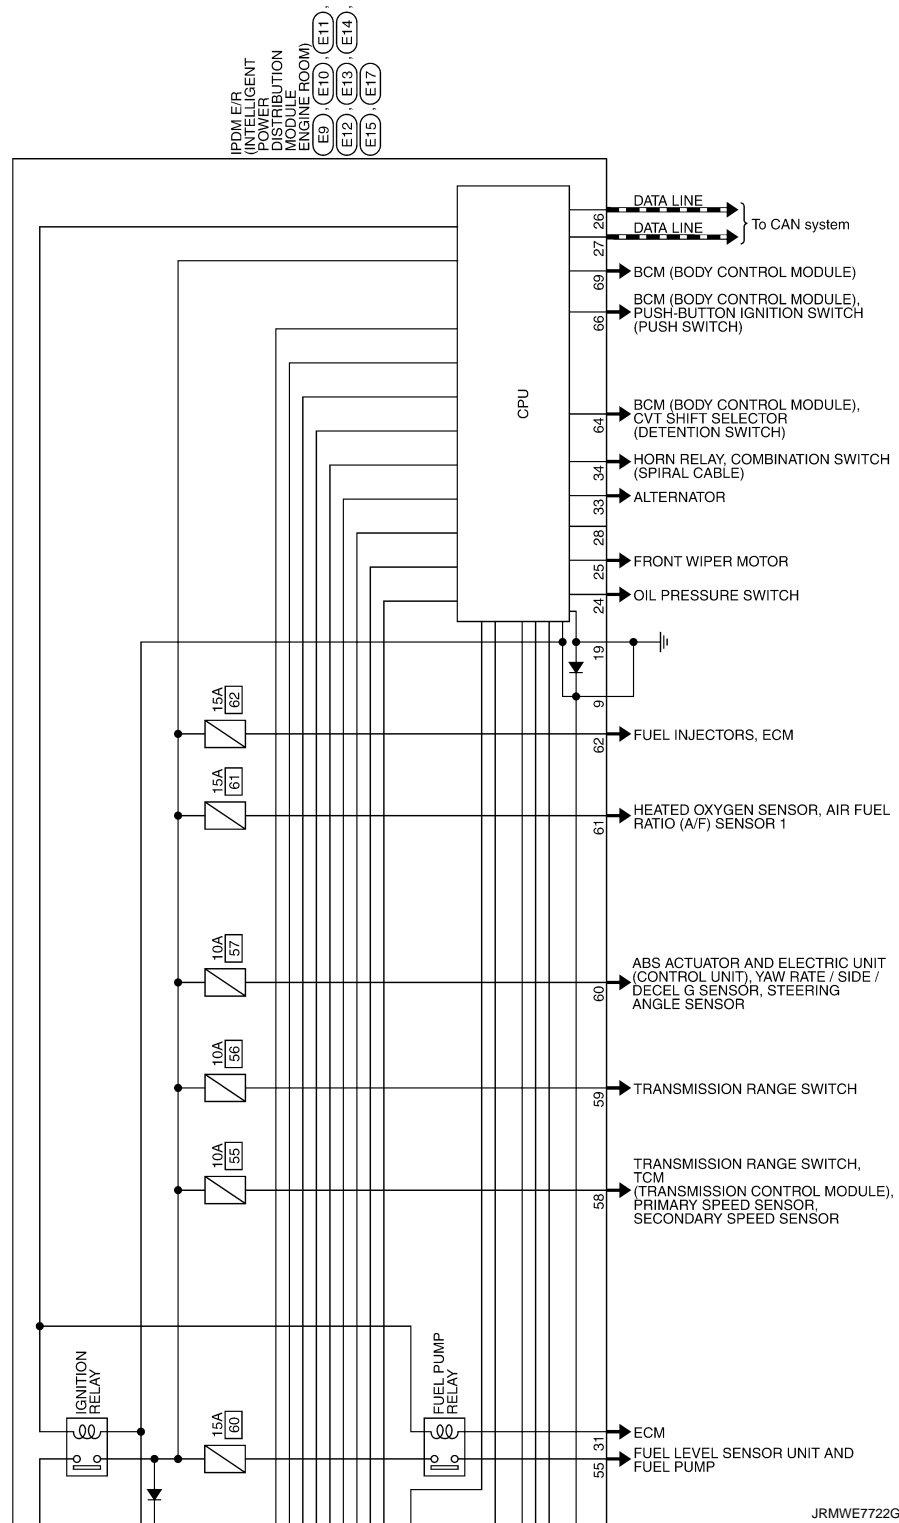 IPDM E/R
(INTELLIGENT
POWER
DISTRIBUTION
MODULE
ENGINE ROOM)
E9 , E10 , E11 ,
E12 , E13 , E14 ,
E15 , E17
CPU
26 DATA LINE
27 DATA LINE
To CAN system
69 BCM (BODY CONTROL MODULE)
66 BCM (BODY CONTROL MODULE),
PUSH-BUTTON IGNITION SWITCH
(PUSH SWITCH)
64 BCM (BODY CONTROL MODULE),
CVT SHIFT SELECTOR
(DETENTION SWITCH)
34 HORN RELAY, COMBINATION SWITCH
(SPIRAL CABLE)
33 ALTERNATOR
28
25 FRONT WIPER MOTOR
24 OIL PRESSURE SWITCH
19
9
15A 62
62 FUEL INJECTORS, ECM
15A 61
61 HEATED OXYGEN SENSOR, AIR FUEL
RATIO (A/F) SENSOR 1
10A 57
60 ABS ACTUATOR AND ELECTRIC UNIT
(CONTROL UNIT), YAW RATE / SIDE /
DECEL G SENSOR, STEERING
ANGLE SENSOR
10A 56
59 TRANSMISSION RANGE SWITCH
10A 55
58 TRANSMISSION RANGE SWITCH,
TCM
(TRANSMISSION CONTROL MODULE),
PRIMARY SPEED SENSOR,
SECONDARY SPEED SENSOR
IGNITION
RELAY
15A 60
FUEL PUMP
RELAY
31 ECM
55 FUEL LEVEL SENSOR UNIT AND
FUEL PUMP
JRMWE7722G